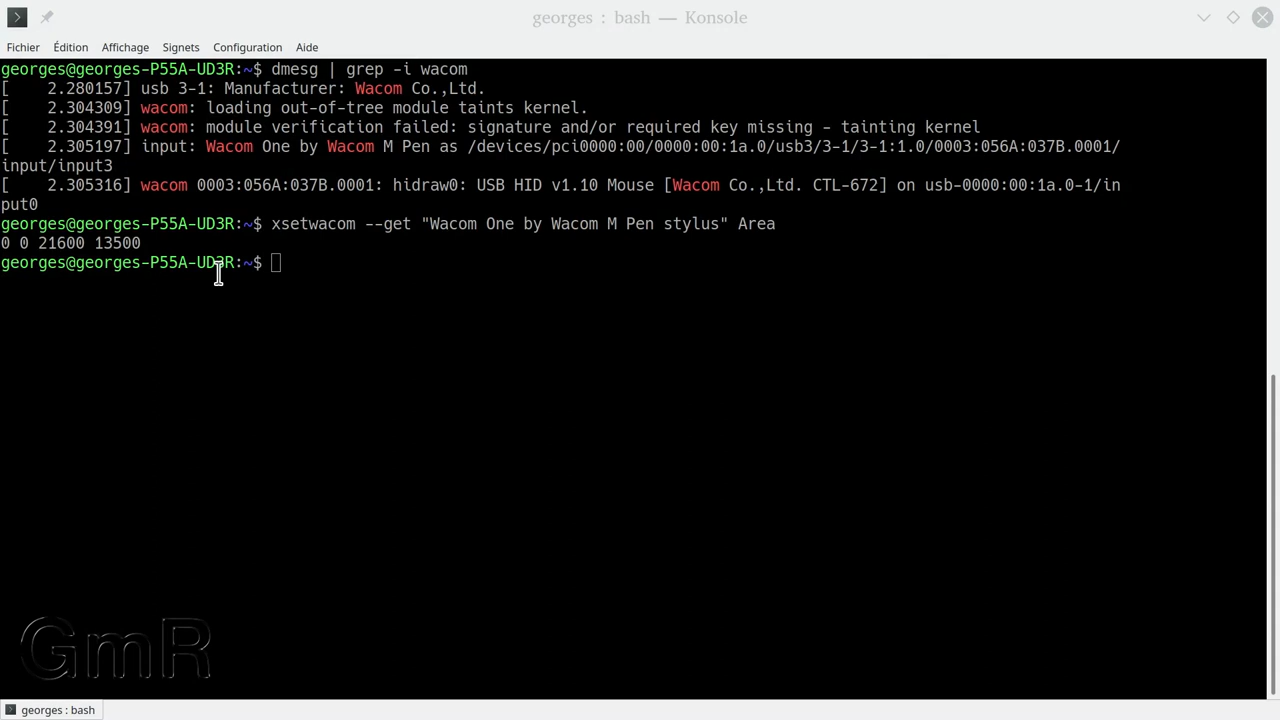 georges : bash — Konsole
Fichier Édition Affichage Signets Configuration Aide
georges@georges-P55A-UD3R:~$ dmesg | grep -i wacom
[    2.280157] usb 3-1: Manufacturer: Wacom Co.,Ltd.
[    2.304309] wacom: loading out-of-tree module taints kernel.
[    2.304391] wacom: module verification failed: signature and/or required key missing - tainting kernel
[    2.305197] input: Wacom One by Wacom M Pen as /devices/pci0000:00/0000:00:1a.0/usb3/3-1/3-1:1.0/0003:056A:037B.0001/
input/input3
[    2.305316] wacom 0003:056A:037B.0001: hidraw0: USB HID v1.10 Mouse [Wacom Co.,Ltd. CTL-672] on usb-0000:00:1a.0-1/in
put0
georges@georges-P55A-UD3R:~$ xsetwacom --get "Wacom One by Wacom M Pen stylus" Area
0 0 21600 13500
georges@georges-P55A-UD3R:~$
GmR
georges : bash